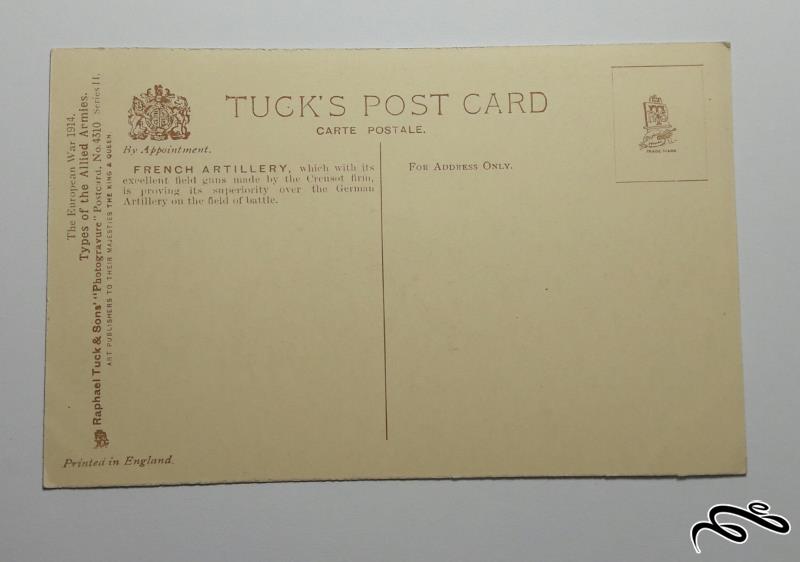 The European War 1914.
Types of the Allied Armies.
Raphael Tuck & Sons' "Photogravure" Postcard, No. 4310 Series II.
ART PUBLISHERS TO THEIR MAJESTIES THE KING & QUEEN.
TUCK'S POST CARD
CARTE POSTALE.
By Appointment.
FRENCH ARTILLERY, which with its
excellent field guns made by the Creusot firm,
is proving its superiority over the German
Artillery on the field of battle.
FOR ADDRESS ONLY.
TRADE MARK
Printed in England.